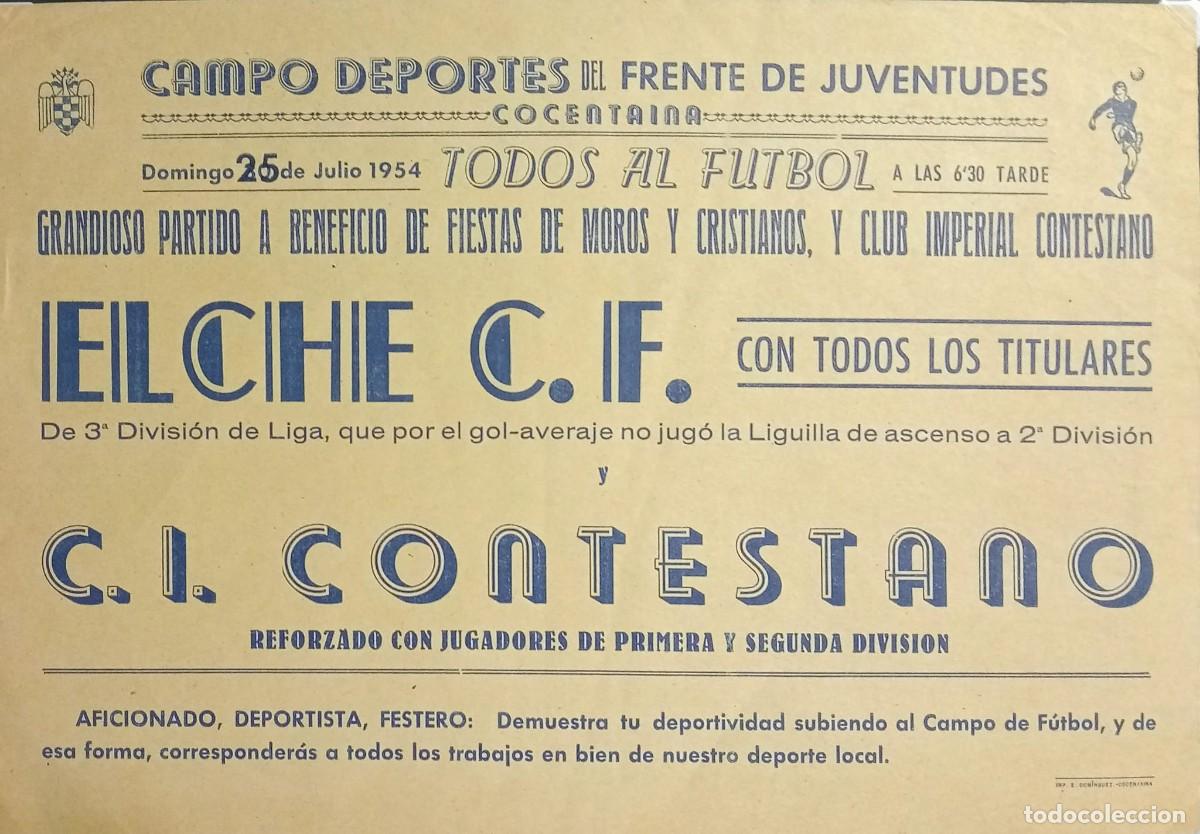 CAMPO DEPORTES DEL FRENTE DE JUVENTUDES
COCENTAINA
Domingo 25 de Julio 1954 TODOS AL FUTBOL A LAS 6'30 TARDE
GRANDIOSO PARTIDO A BENEFICIO DE FIESTAS DE MOROS Y CRISTIANOS, Y CLUB IMPERIAL CONTESTANO
ELCHE C. F. CON TODOS LOS TITULARES
De 3ª División de Liga, que por el gol-averaje no jugó la Liguilla de ascenso a 2ª División
y
C. I. CONTESTANO
REFORZADO CON JUGADORES DE PRIMERA Y SEGUNDA DIVISION
AFICIONADO, DEPORTISTA, FESTERO: Demuestra tu deportividad subiendo al Campo de Fútbol, y de
esa forma, corresponderás a todos los trabajos en bien de nuestro deporte local.
IMP. E. DOMÍNGUEZ.-COCENTAINA
todocoleccion